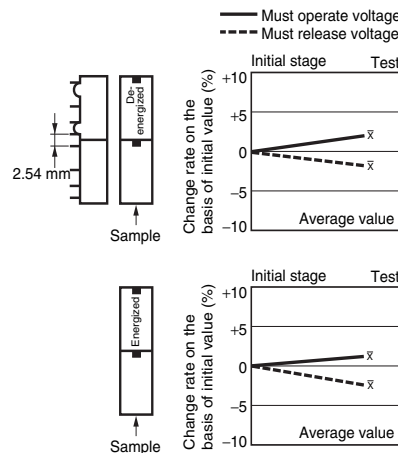 Must operate voltage
Must release voltage
De-
energized
2.54 mm
Sample
Change rate on the
basis of initial value (%)
Initial stage
Test
+10
+5
0
−5
−10
x̄
x̄
Average value
Energized
Sample
Change rate on the
basis of initial value (%)
Initial stage
Test
+10
+5
0
−5
−10
x̄
x̄
Average value